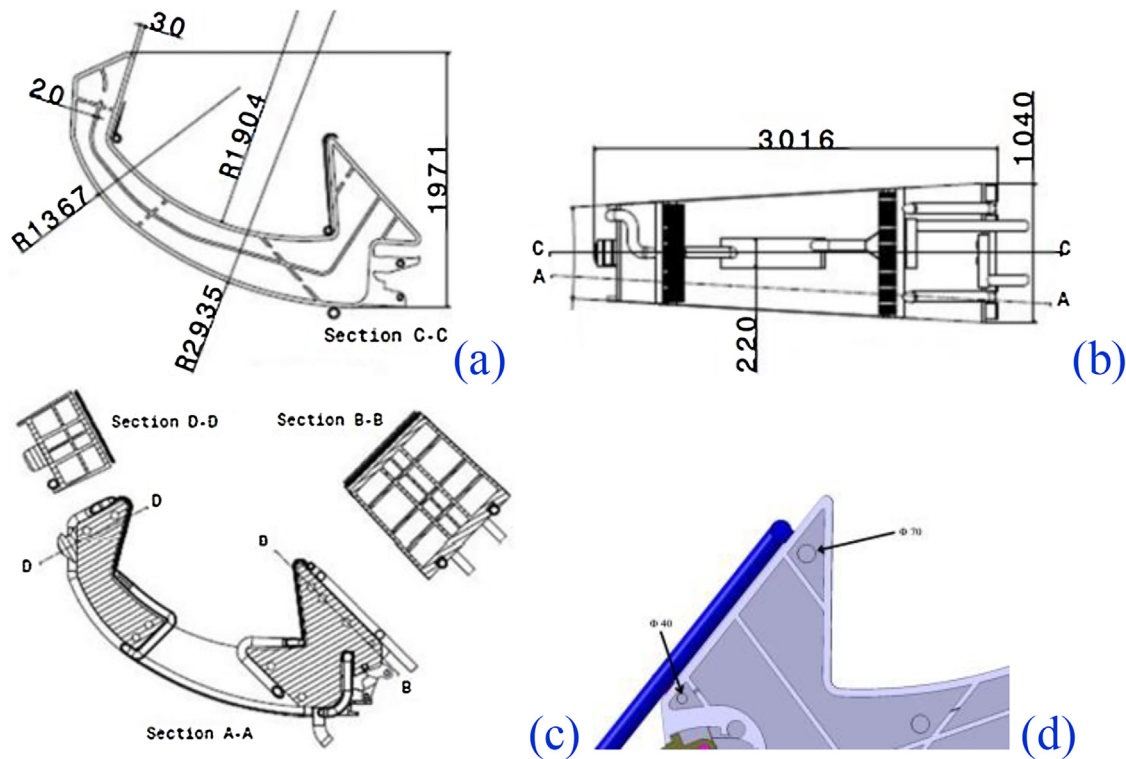 30
20
R1904
1971
R1367
R2935
Section C-C
(a)
3016
1040
C
C
A
A
220
(b)
Section D-D
Section B-B
D
D
B
B
Section A-A
(c)
Φ 70
Φ 40
(d)